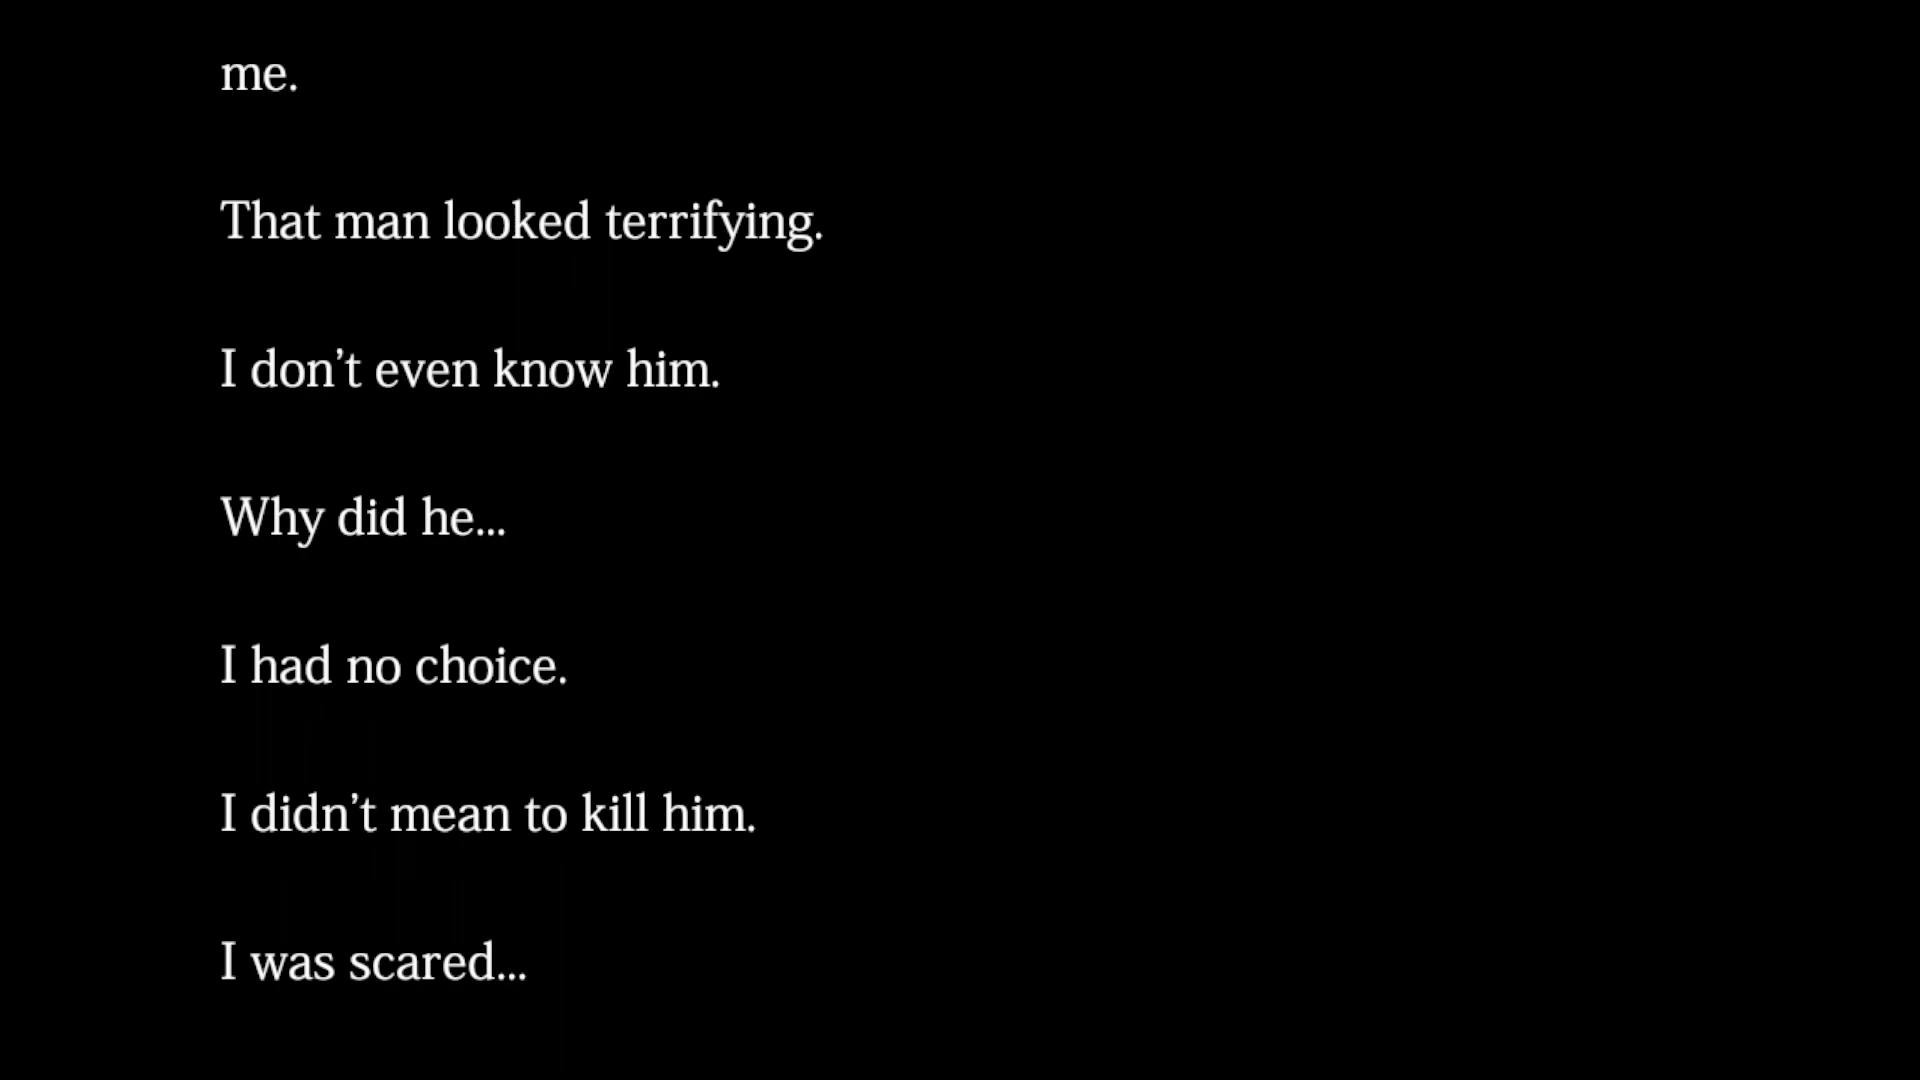 me.
That man looked terrifying.
I don’t even know him.
Why did he...
I had no choice.
I didn’t mean to kill him.
I was scared...